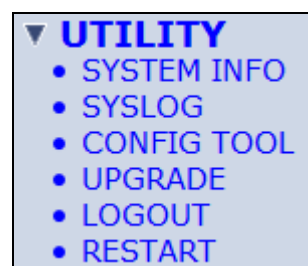 ▼ UTILITY
• SYSTEM INFO
• SYSLOG
• CONFIG TOOL
• UPGRADE
• LOGOUT
• RESTART